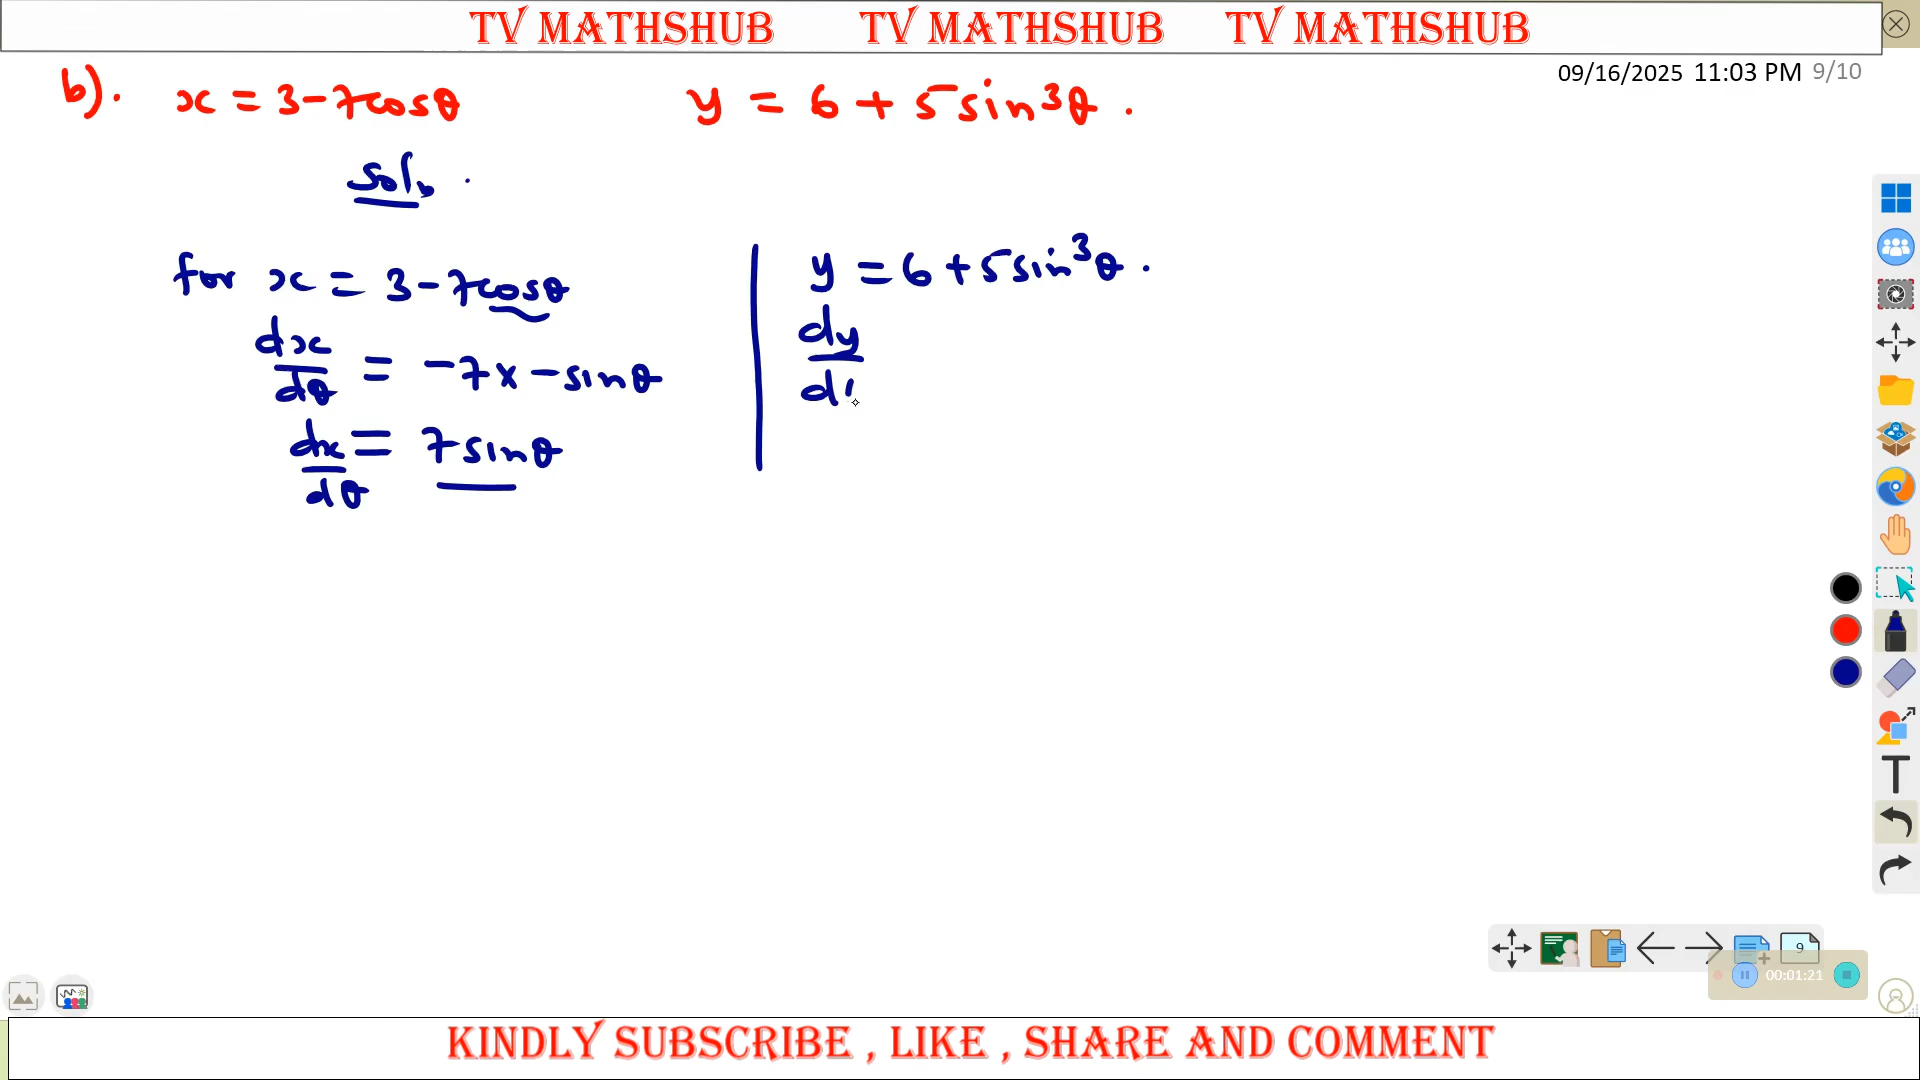 TV MATHSHUB TV MATHSHUB TV MATHSHUB
09/16/2025 11:03 PM 9/10
b). x = 3-7cosθ y = 6 + 5sin³θ .
Soln .
for x = 3-7cosθ
dx/dθ = -7x-sinθ
dx/dθ = 7sinθ
y = 6+5sin³θ .
dy/d
T
9
00:01:21
KINDLY SUBSCRIBE , LIKE , SHARE AND COMMENT